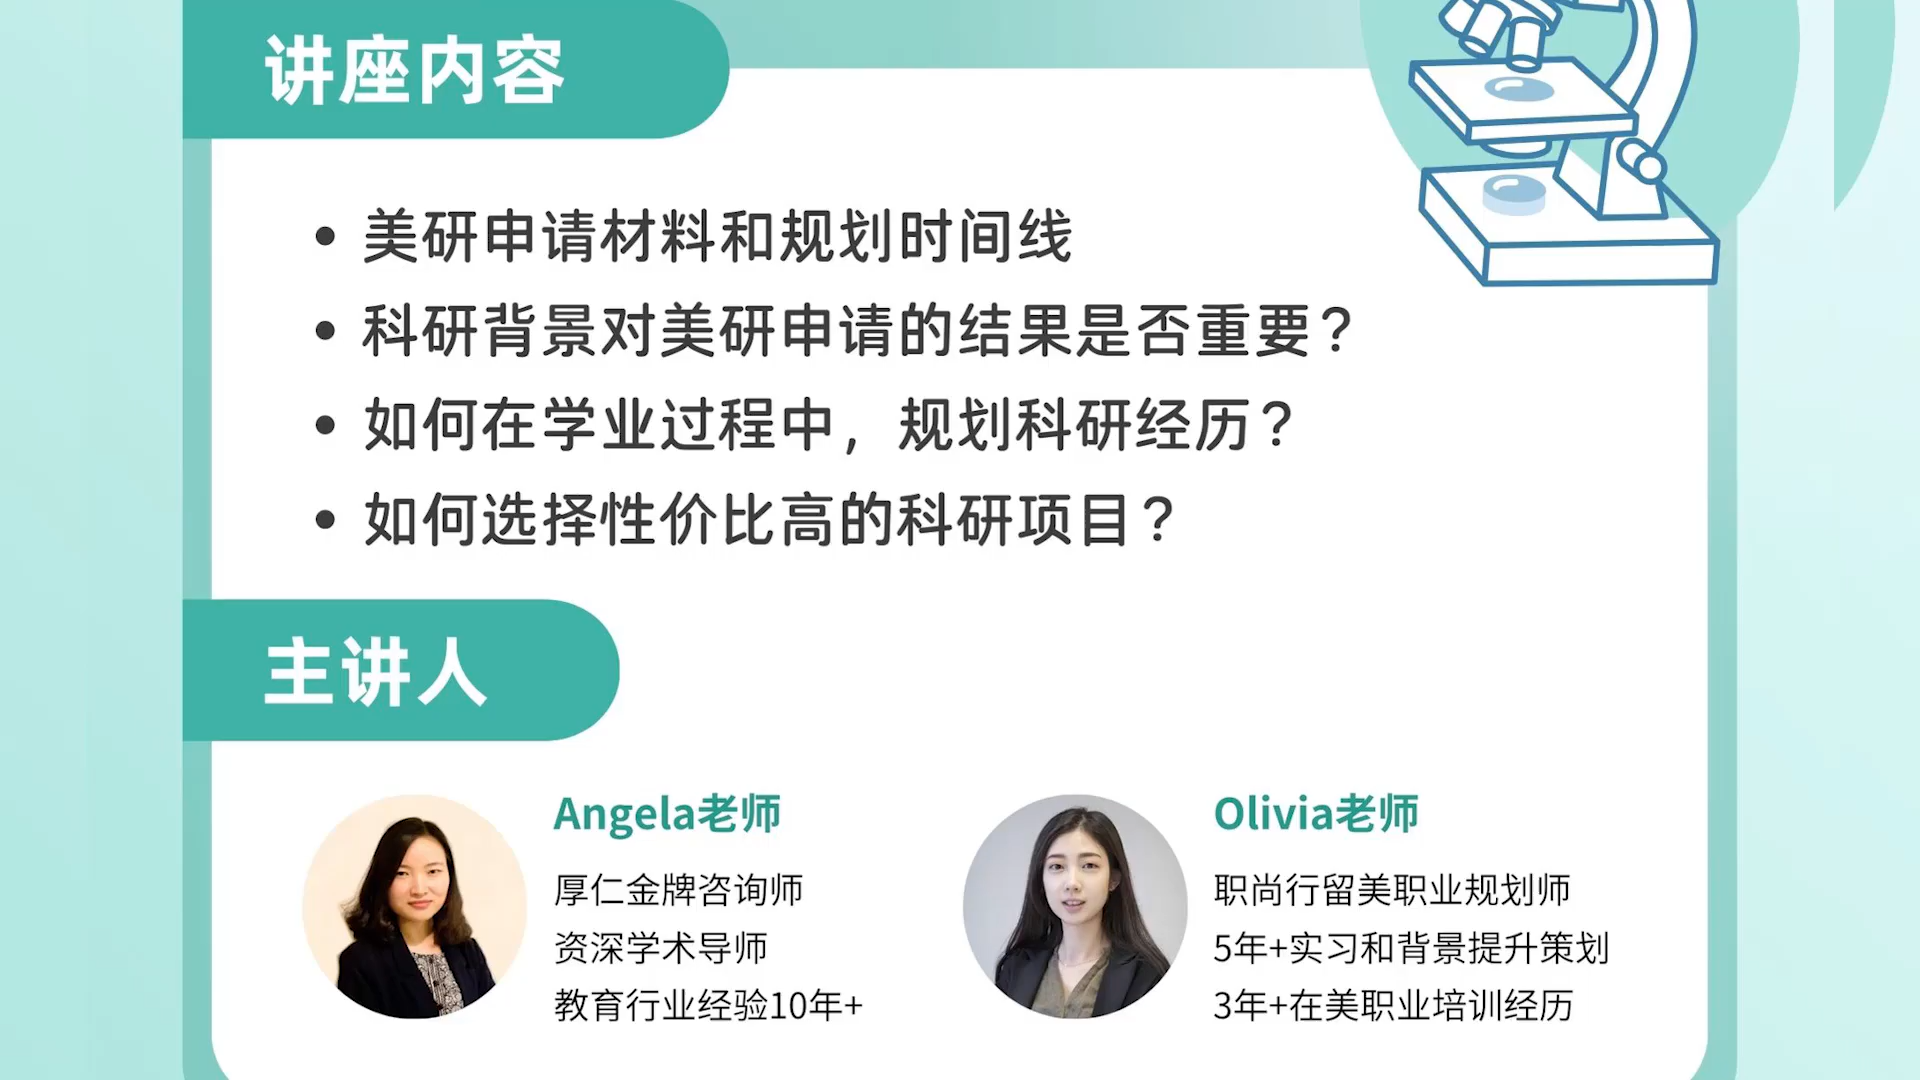 讲座内容
美研申请材料和规划时间线
科研背景对美研申请的结果是否重要？
如何在学业过程中，规划科研经历？
如何选择性价比高的科研项目？
主讲人
Angela老师
厚仁金牌咨询师
资深学术导师
教育行业经验10年+
Olivia老师
职尚行留美职业规划师
5年+实习和背景提升策划
3年+在美职业培训经历